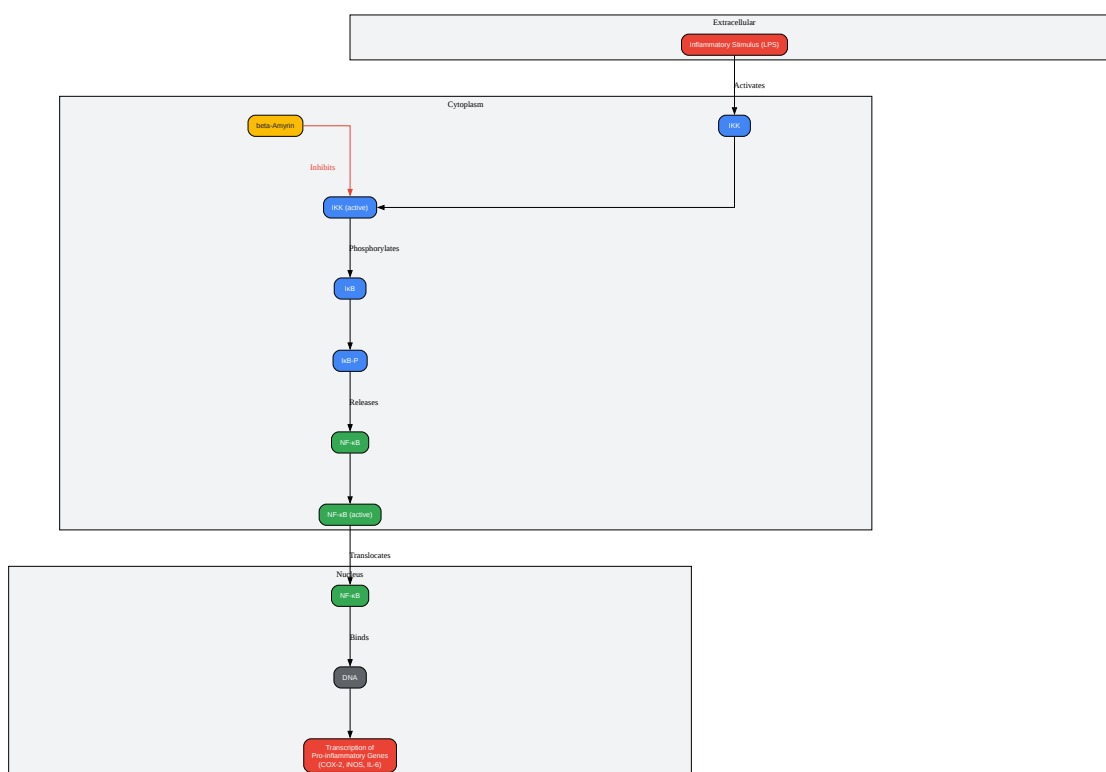 Extracellular
Inflammatory Stimulus (LPS)
Activates
Cytoplasm
beta-Amyrin
IKK
Inhibits
IKK (active)
Phosphorylates
IκB
IκB-P
Releases
NF-κB
NF-κB (active)
Translocates
Nucleus
NF-κB
Binds
DNA
Transcription of
Pro-inflammatory Genes
(COX-2, iNOS, IL-6)